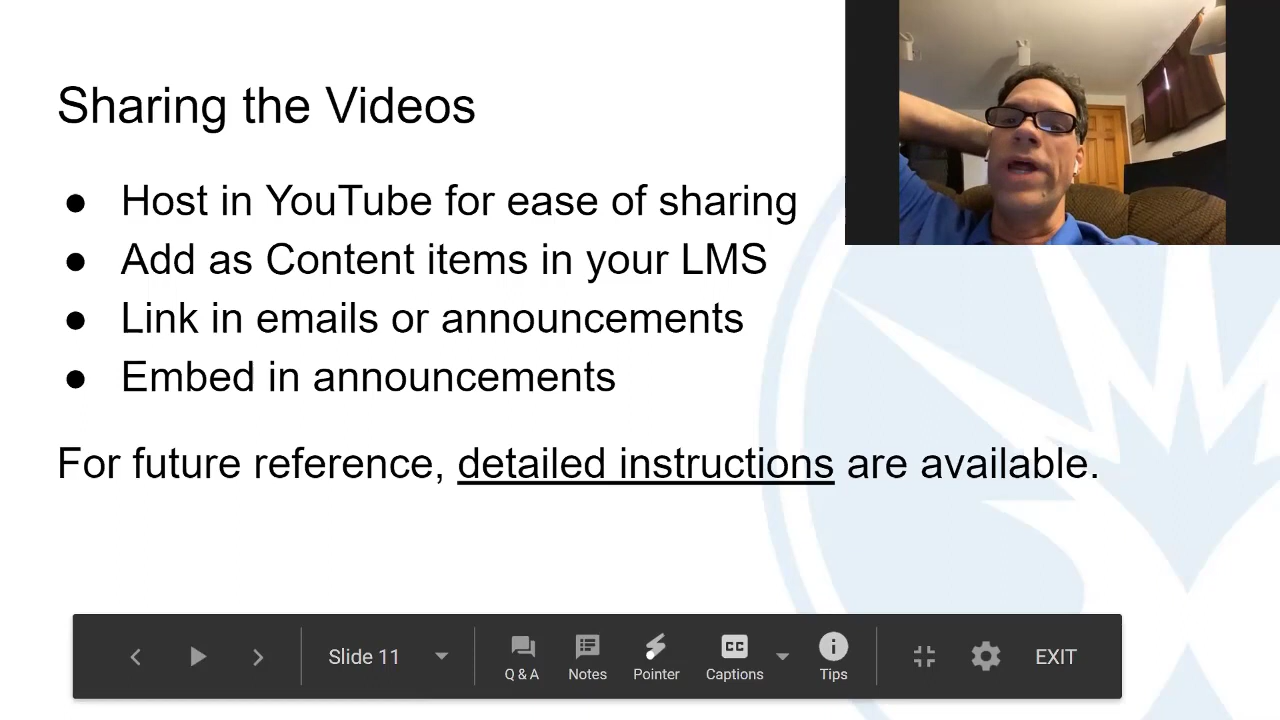 Sharing the Videos
● Host in YouTube for ease of sharing
● Add as Content items in your LMS
● Link in emails or announcements
● Embed in announcements
For future reference, detailed instructions are available.
Slide 11
Q & A
Notes
Pointer
CC
Captions
Tips
EXIT